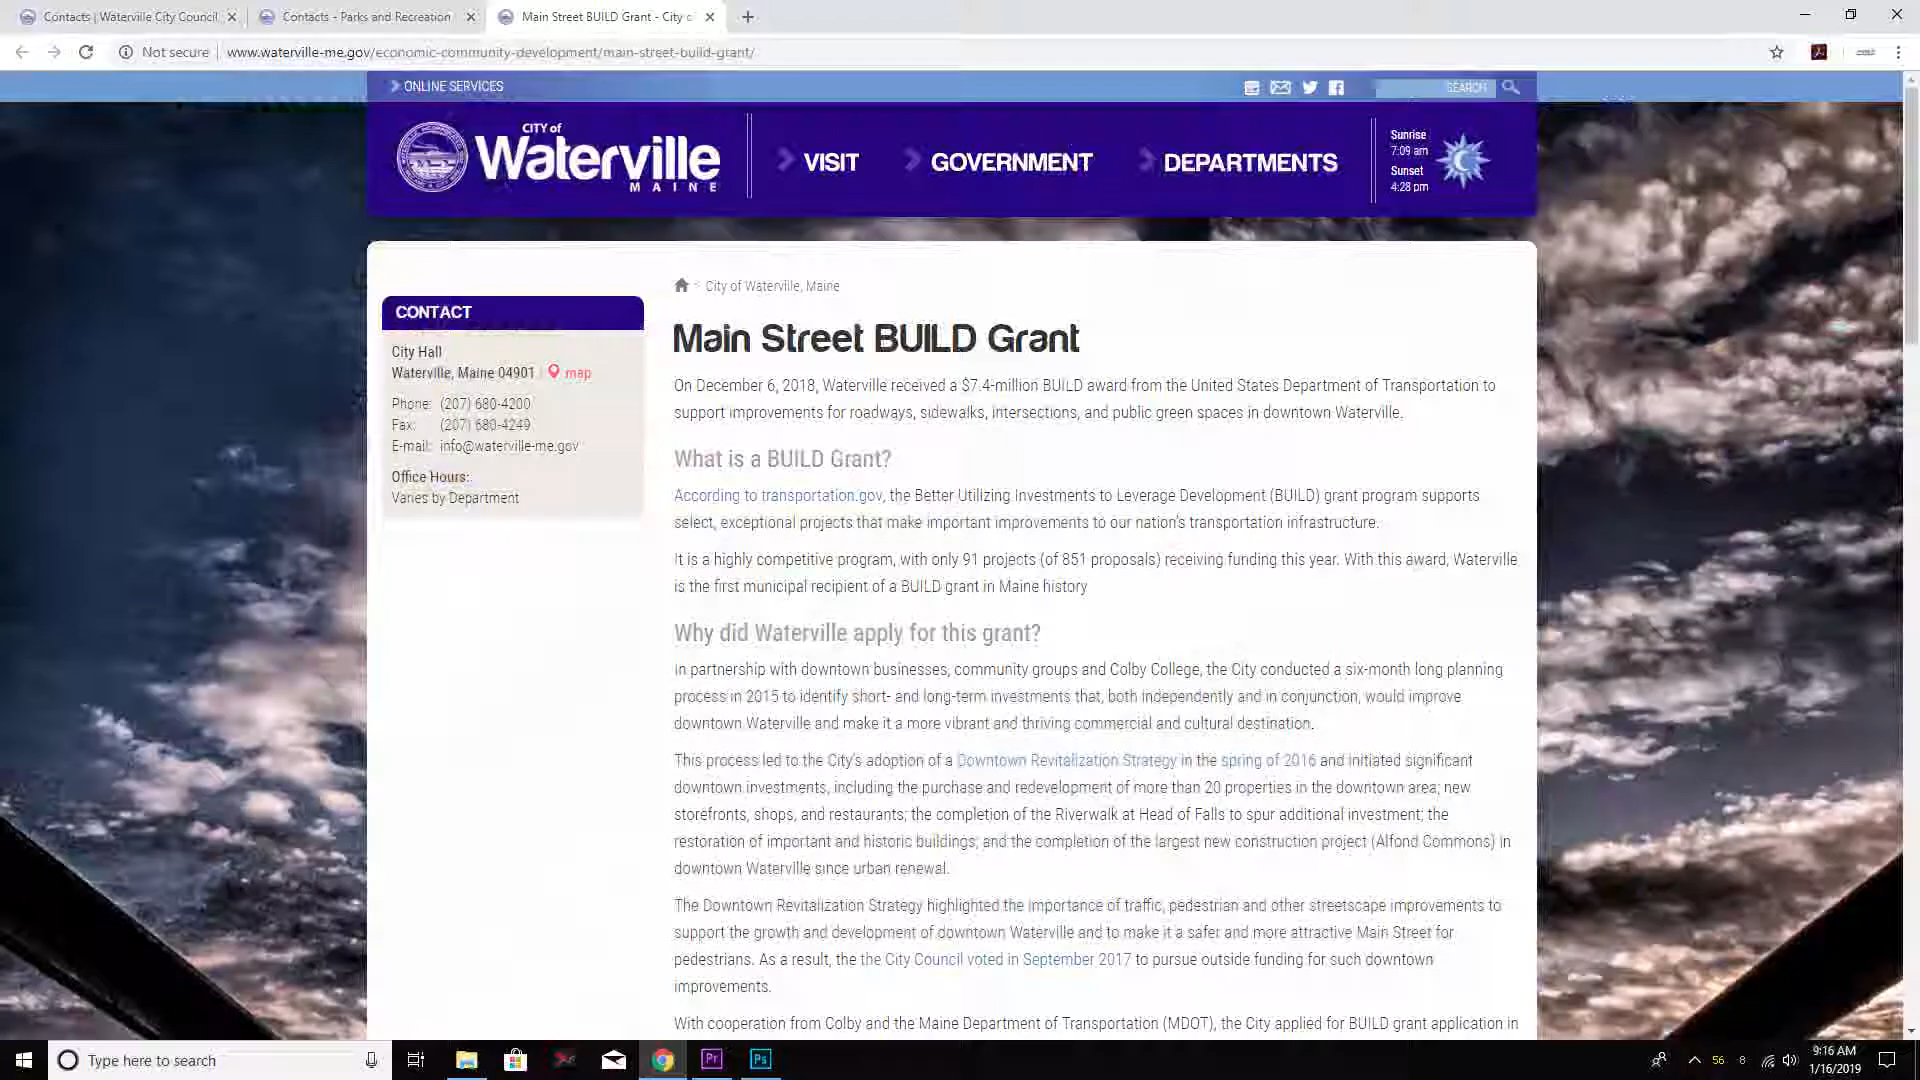 Contacts | Waterville City Council
Contacts - Parks and Recreation
Main Street BUILD Grant - City o
Not secure
www.waterville-me.gov/economic-community-development/main-street-build-grant/
ONLINE SERVICES
SEARCH
CITY of
Waterville
MAINE
VISIT
GOVERNMENT
DEPARTMENTS
Sunrise
7:09 am
Sunset
4:28 pm
City of Waterville, Maine
CONTACT
City Hall
Waterville, Maine 04901 | map
Phone: (207) 680-4200
Fax: (207) 680-4249
E-mail: info@waterville-me.gov
Office Hours:
Varies by Department
Main Street BUILD Grant
On December 6, 2018, Waterville received a $7.4-million BUILD award from the United States Department of Transportation to
support improvements for roadways, sidewalks, intersections, and public green spaces in downtown Waterville.
What is a BUILD Grant?
According to transportation.gov, the Better Utilizing Investments to Leverage Development (BUILD) grant program supports
select, exceptional projects that make important improvements to our nation's transportation infrastructure.
It is a highly competitive program, with only 91 projects (of 851 proposals) receiving funding this year. With this award, Waterville
is the first municipal recipient of a BUILD grant in Maine history
Why did Waterville apply for this grant?
In partnership with downtown businesses, community groups and Colby College, the City conducted a six-month long planning
process in 2015 to identify short- and long-term investments that, both independently and in conjunction, would improve
downtown Waterville and make it a more vibrant and thriving commercial and cultural destination.
This process led to the City's adoption of a Downtown Revitalization Strategy in the spring of 2016 and initiated significant
downtown investments, including the purchase and redevelopment of more than 20 properties in the downtown area; new
storefronts, shops, and restaurants; the completion of the Riverwalk at Head of Falls to spur additional investment; the
restoration of important and historic buildings; and the completion of the largest new construction project (Alfond Commons) in
downtown Waterville since urban renewal.
The Downtown Revitalization Strategy highlighted the importance of traffic, pedestrian and other streetscape improvements to
support the growth and development of downtown Waterville and to make it a safer and more attractive Main Street for
pedestrians. As a result, the the City Council voted in September 2017 to pursue outside funding for such downtown
improvements.
With cooperation from Colby and the Maine Department of Transportation (MDOT), the City applied for BUILD grant application in
Type here to search
Pr
Ps
56
8
9:16 AM
1/16/2019